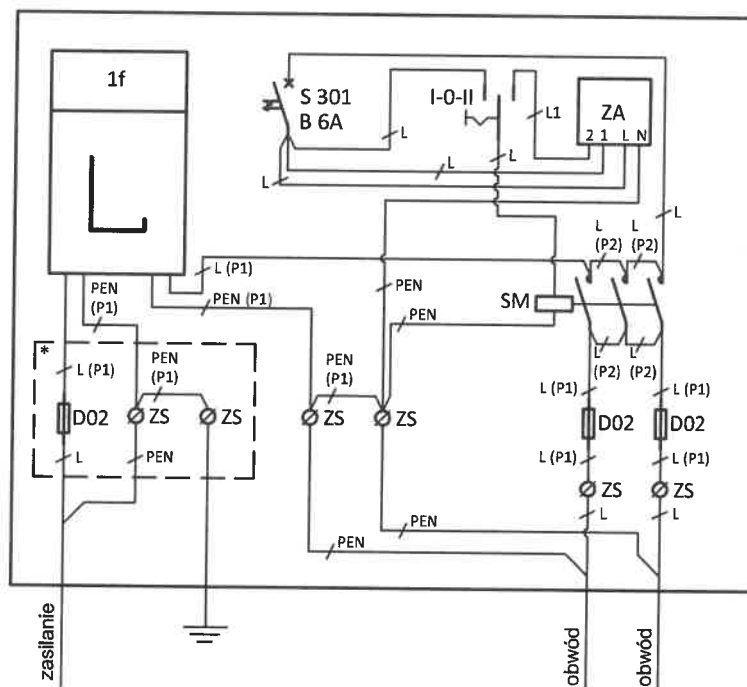 1f
S 301
B 6A
I-0-II
L1
ZA
2 1 L N
L
L
L
L
L
L
(P2)
L
(P2)
L (P1)
PEN
(P1)
PEN (P1)
PEN
PEN
SM
*
L (P1)
PEN
(P1)
PEN
(P1)
L
(P2)
L
(P2)
L (P1)
L (P1)
D02
ZS
ZS
ZS
ZS
D02
D02
L
PEN
L (P1)
L (P1)
ZS
ZS
L
L
PEN
PEN
zasilanie
obwód
obwód